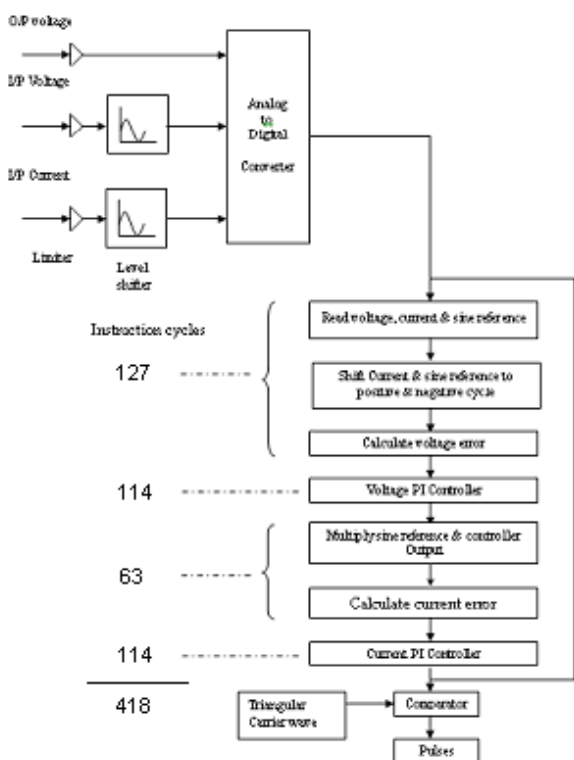 O/P voltage
I/P Voltage
I/P Current
Limiter
Level
shifter
Analog
to
Digital
Converter
Instruction cycles
127
114
63
114
418
Read voltage, current & sine reference
Shift Current & sine reference to
positive & negative cycle
Calculate voltage error
Voltage PI Controller
Multiply sine reference & controller
Output
Calculate current error
Current PI Controller
Triangular
Carrier wave
Comparator
Pulses